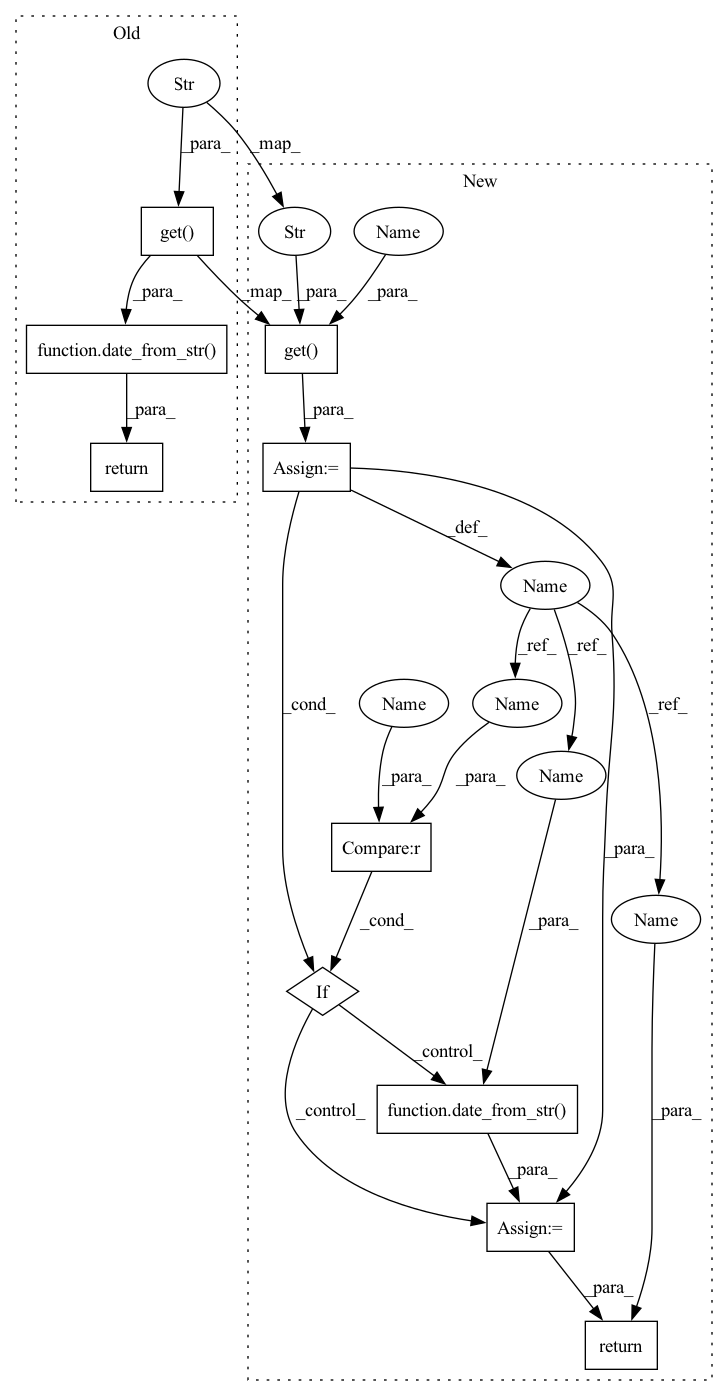 Old
Str
_para_
_map_
New
get()
Str
Name
_para_
_map_
_para_
_para_
function.date_from_str()
get()
_para_
_para_
return
Assign:=
_def_
Name
_cond_
_ref_
_ref_
_ref_
Name
Name
Name
_para_
_para_
Compare:r
_para_
_cond_
_para_
Name
If
_control_
_control_
function.date_from_str()
_para_
_para_
Assign:=
_para_
return